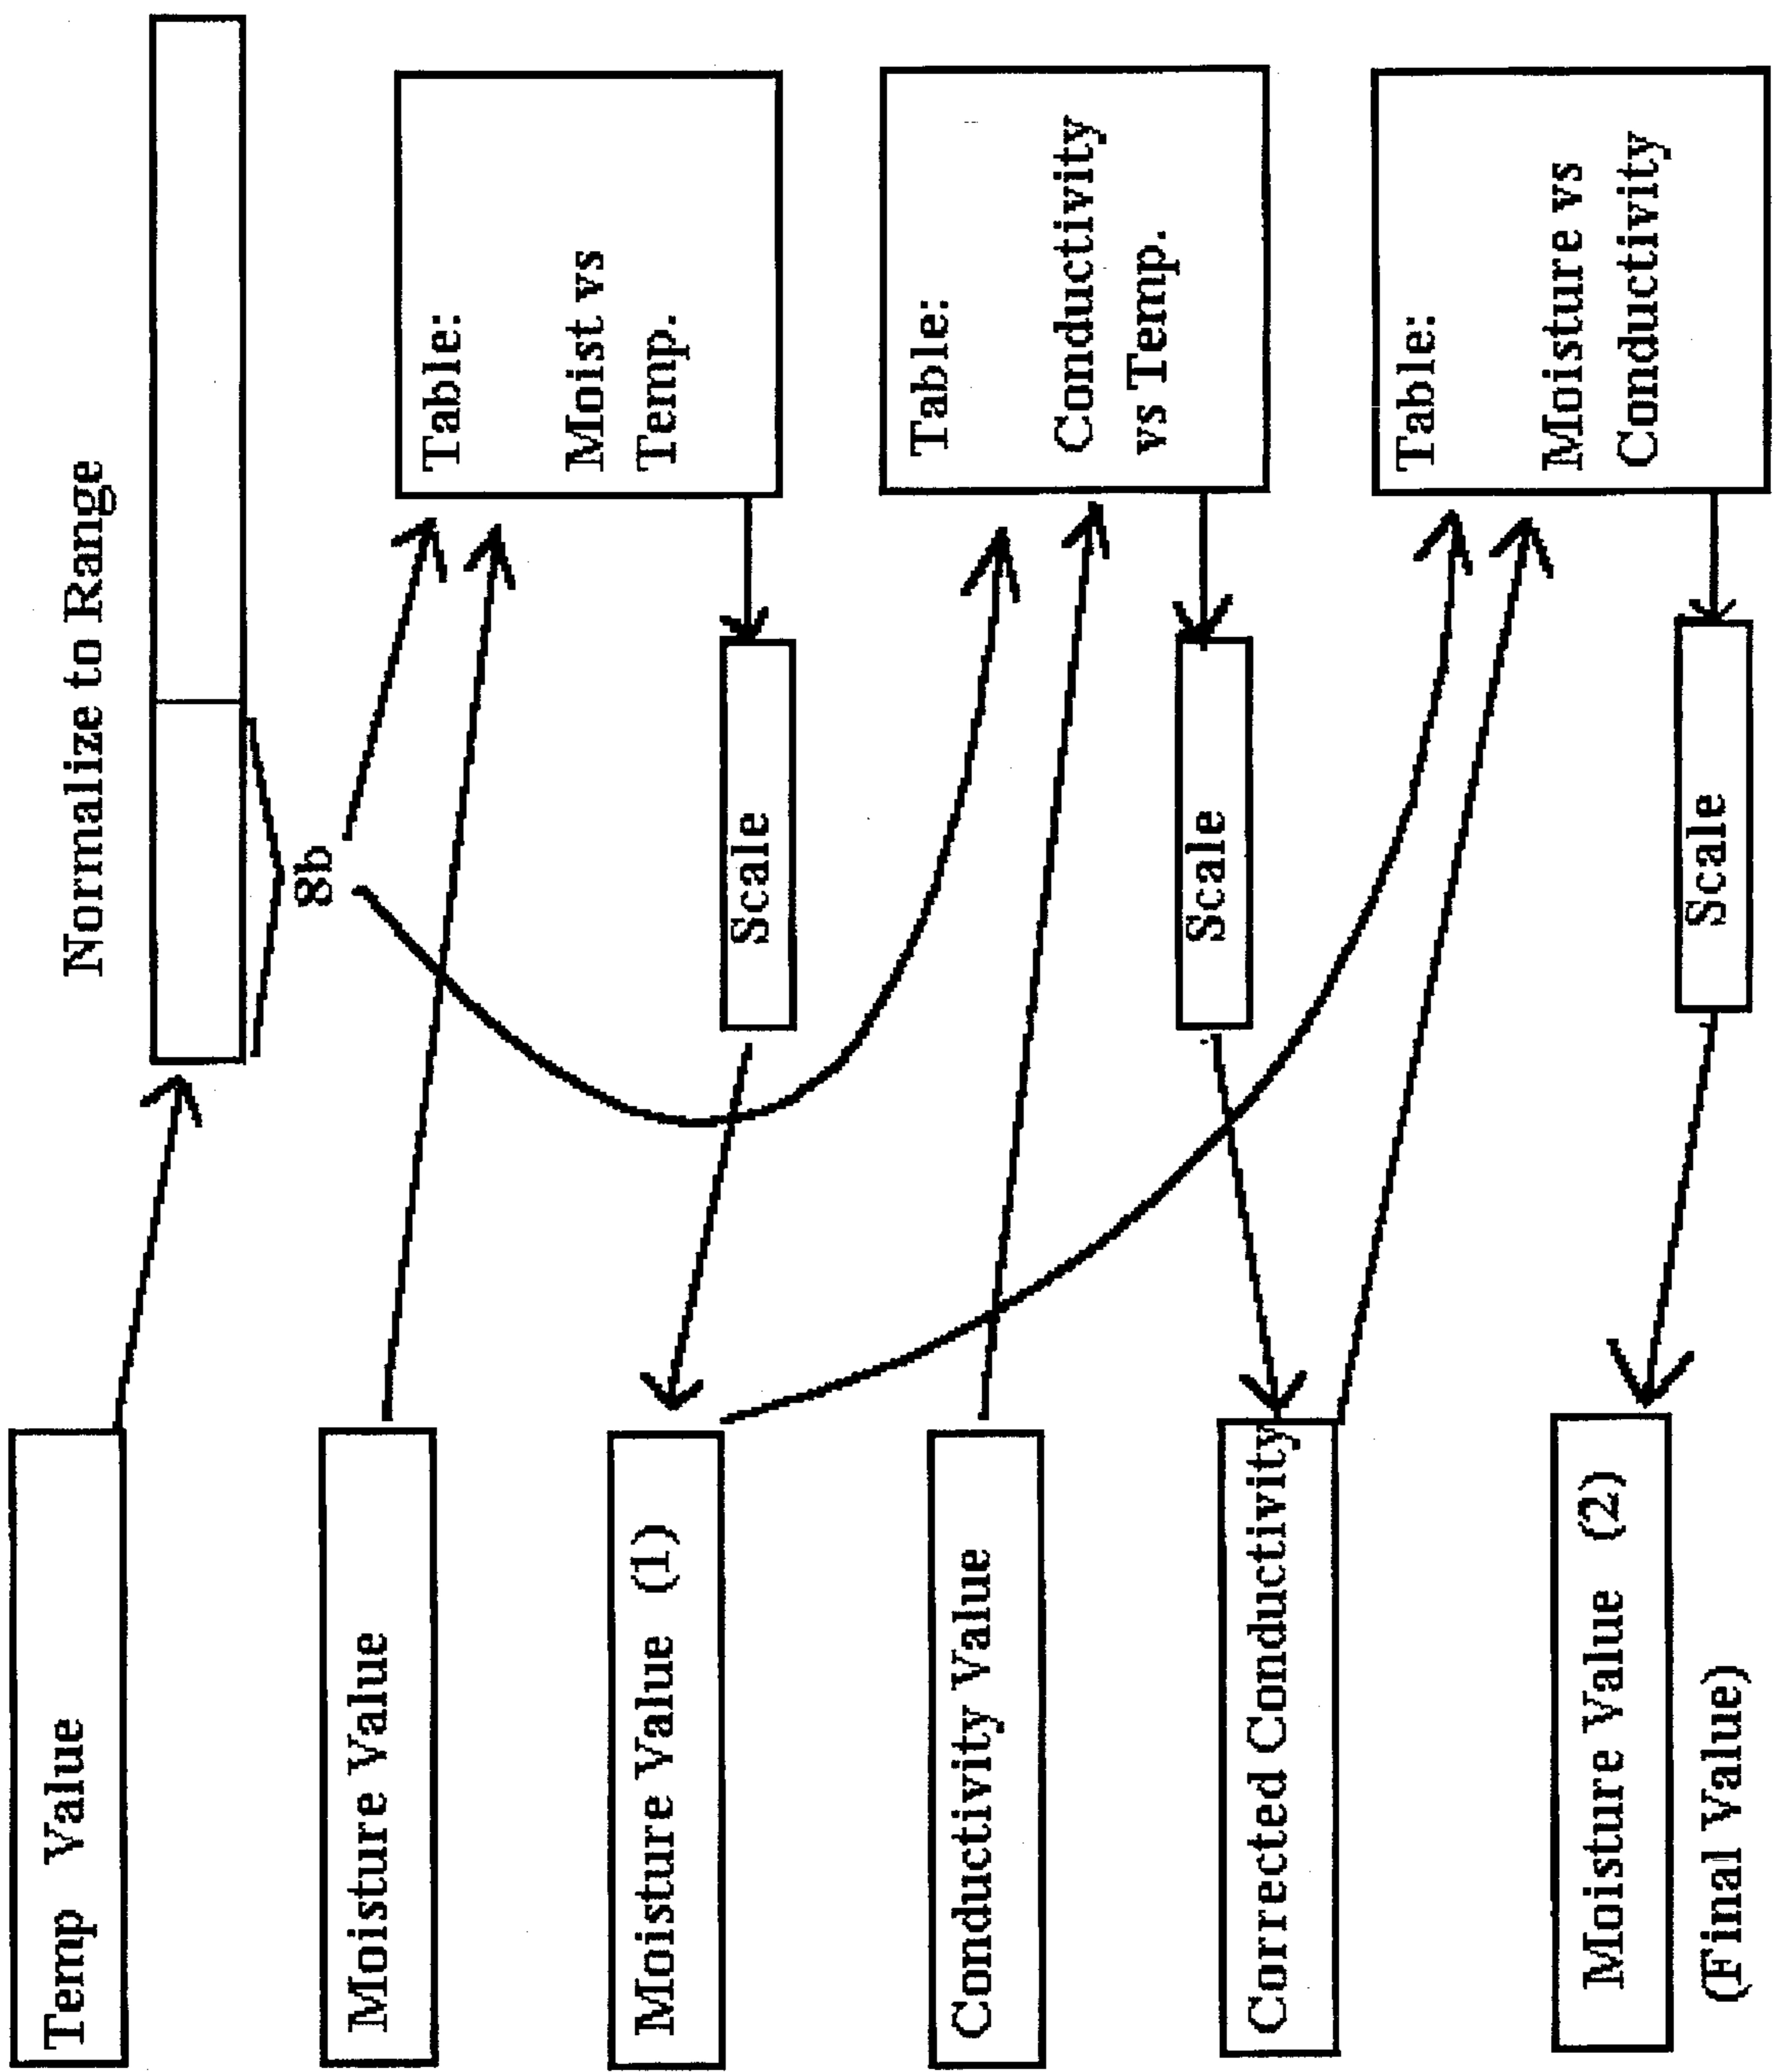 Normalize to Range
Temp Value
8b
Table:
Moist vs
Temp.
Moisture Value
Scale
Moisture Value (1)
Table:
Conductivity
vs Temp.
Conductivity Value
Scale
Corrected Conductivity
Table:
Moisture vs
Conductivity
Scale
Moisture Value (2)
(Final Value)